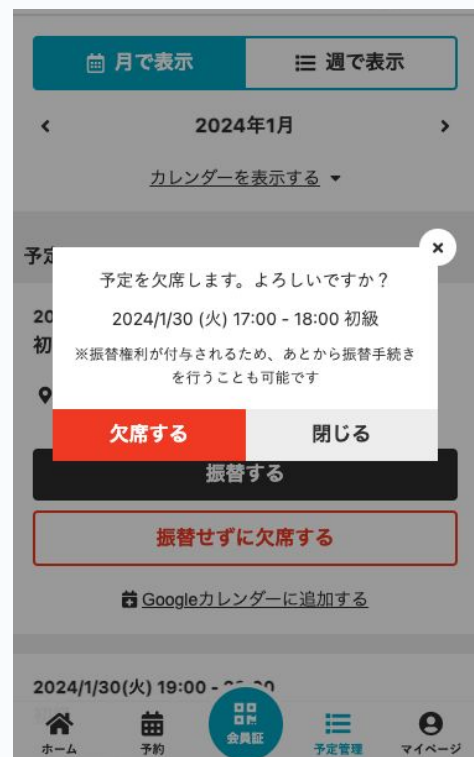 月で表示
週で表示
2024年1月
カレンダーを表示する
予定を欠席します。よろしいですか？
2024/1/30 (火) 17:00 - 18:00 初級
※振替権利が付与されるため、あとから振替手続き
を行うことも可能です
欠席する
閉じる
振替する
振替せずに欠席する
Googleカレンダーに追加する
2024/1/30(火) 19:00 -
ホーム
予約
会員証
予定管理
マイページ